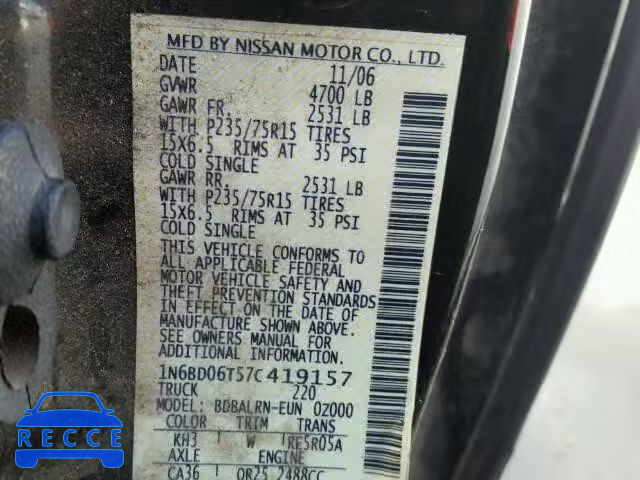 MFD BY NISSAN MOTOR CO., LTD.
DATE 11/06
GVWR 4700 LB
GAWR FR, 2531 LB
WITH P235/75R15 TIRES
15X6.5 RIMS AT 35 PSI
COLD SINGLE
GAWR RR, 2531 LB
WITH P235/75R15 TIRES
15X6.5 RIMS AT 35 PSI
COLD SINGLE
THIS VEHICLE CONFORMS TO
ALL APPLICABLE FEDERAL
MOTOR VEHICLE SAFETY AND
THEFT PREVENTION STANDARDS
IN EFFECT ON THE DATE OF
MANUFACTURE SHOWN ABOVE.
SEE OWNERS MANUAL FOR
MORE INFORMATION
1N6BD06T57C419157
TRUCK 220
MODEL: BDBALRN-EUN 0Z000
COLOR TRIM TRANS
KH3 W RE5R05A
AXLE ENGINE
CA36 QR25 2488CC